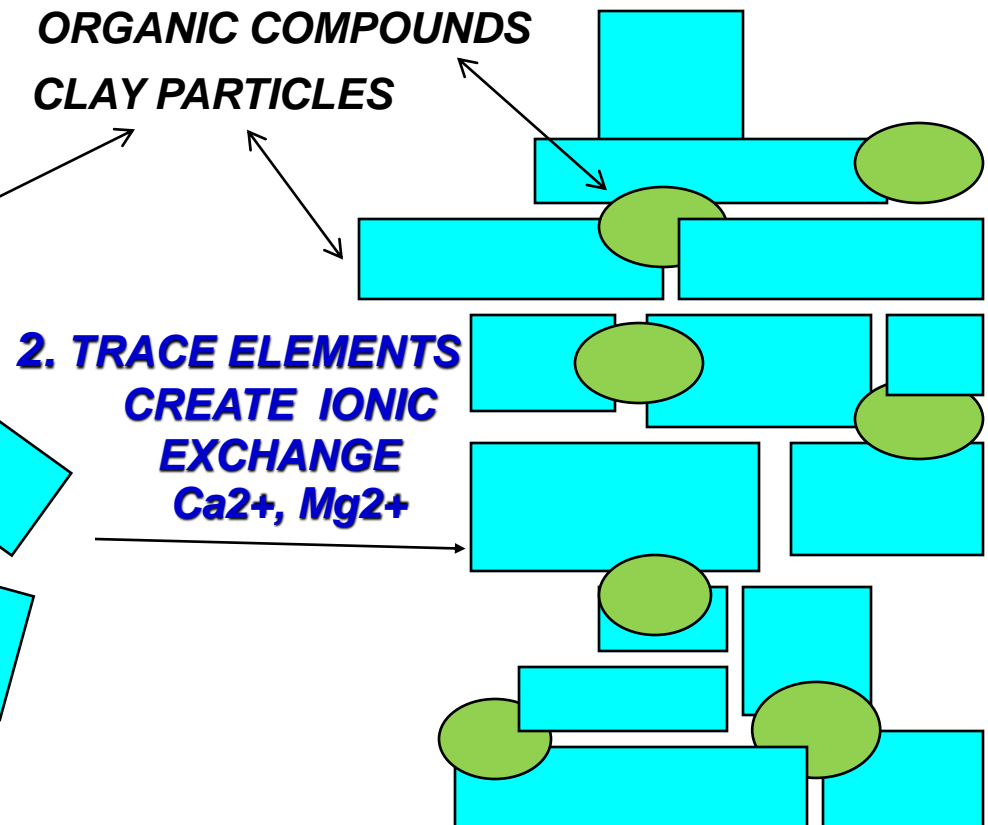 ORGANIC COMPOUNDS
CLAY PARTICLES
2. TRACE ELEMENTS
CREATE IONIC
EXCHANGE
Ca2+, Mg2+